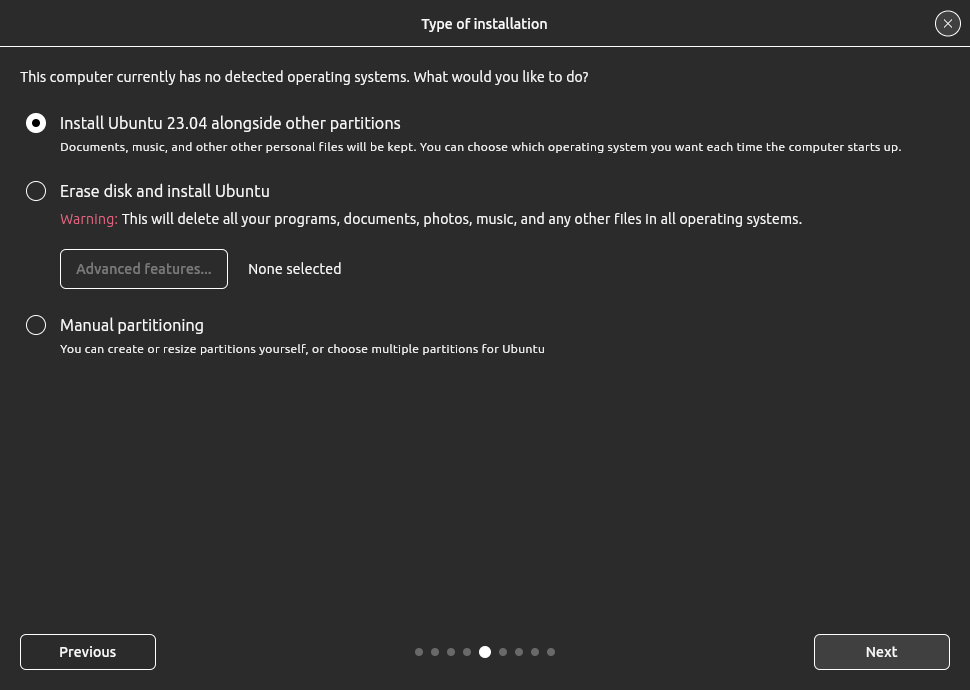 Type of installation
This computer currently has no detected operating systems. What would you like to do?
Install Ubuntu 23.04 alongside other partitions
Documents, music, and other other personal files will be kept. You can choose which operating system you want each time the computer starts up.
Erase disk and install Ubuntu
Warning: This will delete all your programs, documents, photos, music, and any other files in all operating systems.
Advanced features... None selected
Manual partitioning
You can create or resize partitions yourself, or choose multiple partitions for Ubuntu
Previous Next